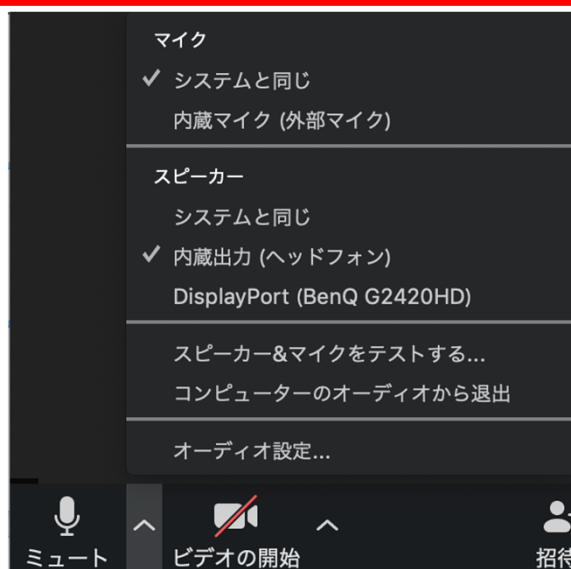 マイク
システムと同じ
内蔵マイク (外部マイク)
スピーカー
システムと同じ
内蔵出力 (ヘッドフォン)
DisplayPort (BenQ G2420HD)
スピーカー&マイクをテストする...
コンピューターのオーディオから退出
オーディオ設定...
ミュート ビデオの開始 招待